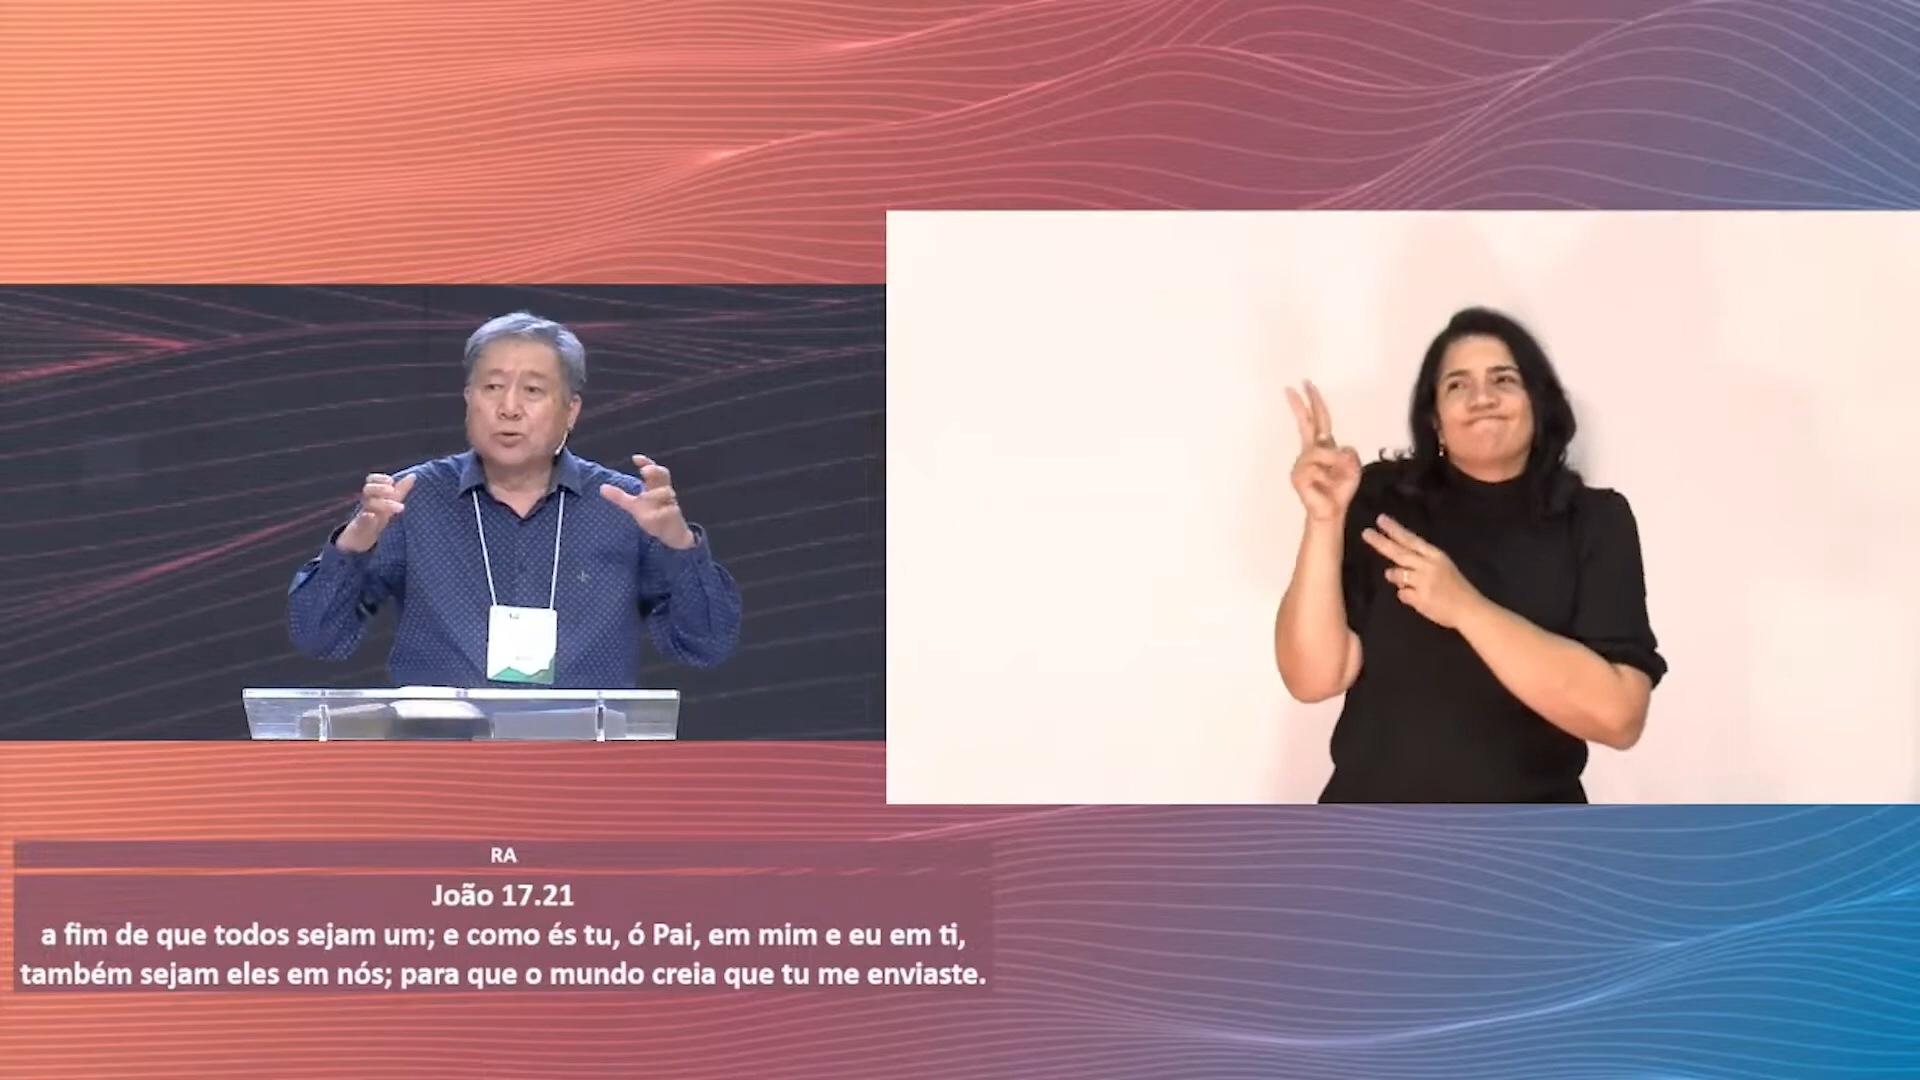 RA
João 17.21
a fim de que todos sejam um; e como és tu, ó Pai, em mim e eu em ti,
também sejam eles em nós; para que o mundo creia que tu me enviaste.